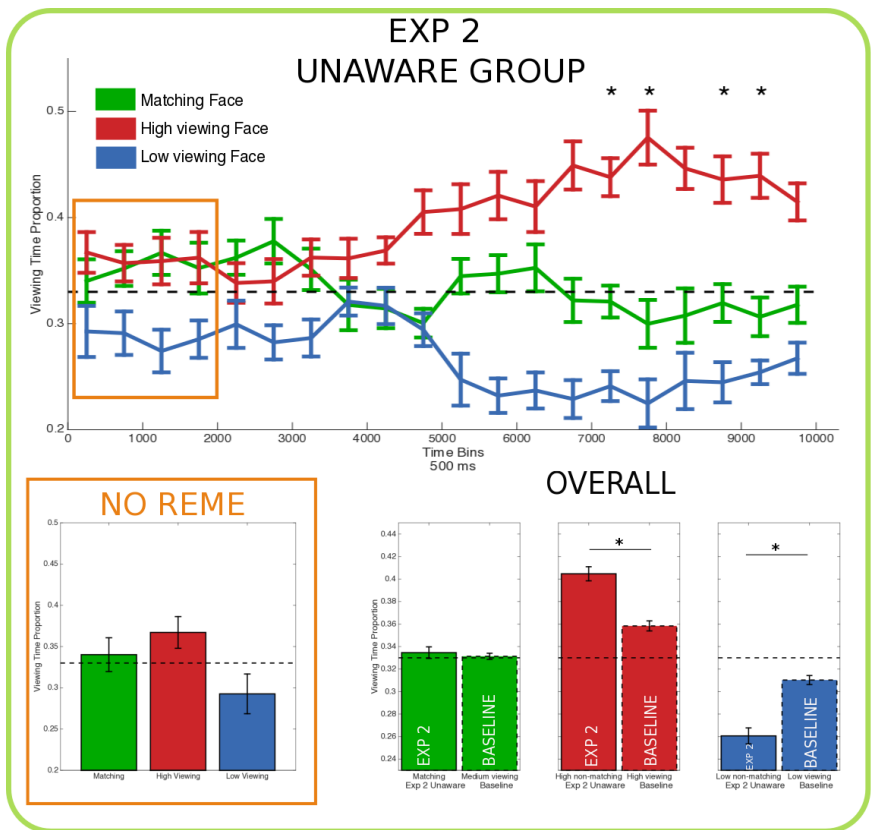 EXP 2
UNAWARE GROUP
* * * *
Matching Face
High viewing Face
Low viewing Face
Viewing Time Proportion
0.5
0.4
0.3
0.2
0 1000 2000 3000 4000 5000 6000 7000 8000 9000 10000
Time Bins
500 ms
NO REME
Viewing Time Proportion
0.5
0.45
0.4
0.35
0.3
0.25
0.2
Matching High Viewing Low Viewing
OVERALL
Viewing Time Proportion
0.44
0.42
0.4
0.38
0.36
0.34
0.32
0.3
0.28
0.26
0.24
EXP 2
BASELINE
Matching Medium viewing
Exp 2 Unaware Baseline
*
EXP 2
BASELINE
High non-matching High viewing
Exp 2 Unaware Baseline
*
EXP 2
BASELINE
Low non-matching Low viewing
Exp 2 Unaware Baseline